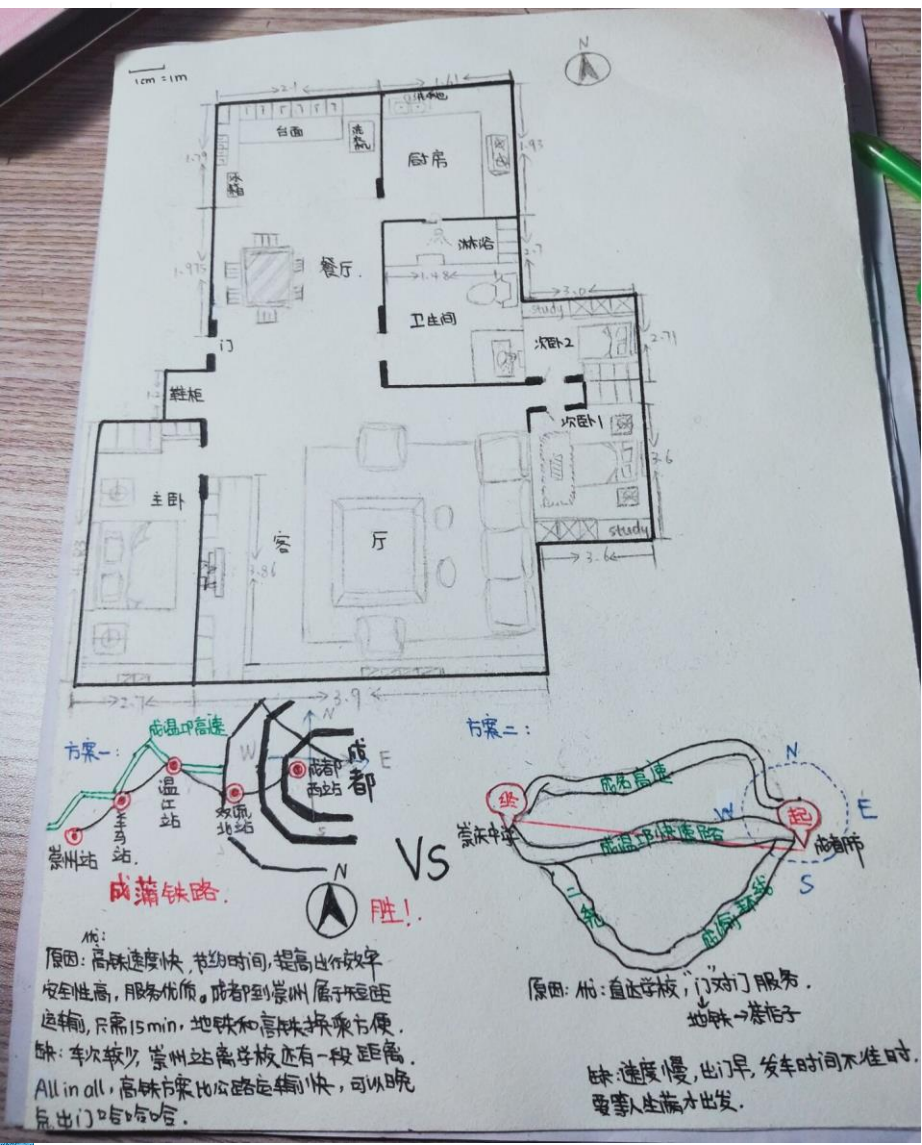 1cm=1m
N
2.1
1.61
洗衣机
台面
冰箱
厨房
1.93
1.975
餐厅.
淋浴
2.7
1.48
卫生间
门
鞋柜
3.0
study
次卧2
2.71
次卧1
study
3.6
主卧
客
厅
3.86
2.7
3.9
方案一:
成温邛高速
N
W
E
S
成都
成都西站
温江站
双流北站
羊马站.
崇州站
成蒲铁路.
N
胜!.
VS
方案二:
成名高速
N
W
E
S
终
起
崇庆中学
成都市
成温邛快速路
二绕
优:
原因:高铁速度快,节约时间,提高出行效率
安全性高,服务优质。成都到崇州属于短距
运输,只需15min,地铁和高铁换乘方便.
缺:车次较少,崇州站离学校还有一段距离.
All in all,高铁方案比公路运输快,可以晚
点出门哈哈哈.
原因:优:直达学校,“门”对门服务.
地铁→茶店子
缺:速度慢,出门早,发车时间不准时.
要等人坐满才出发.